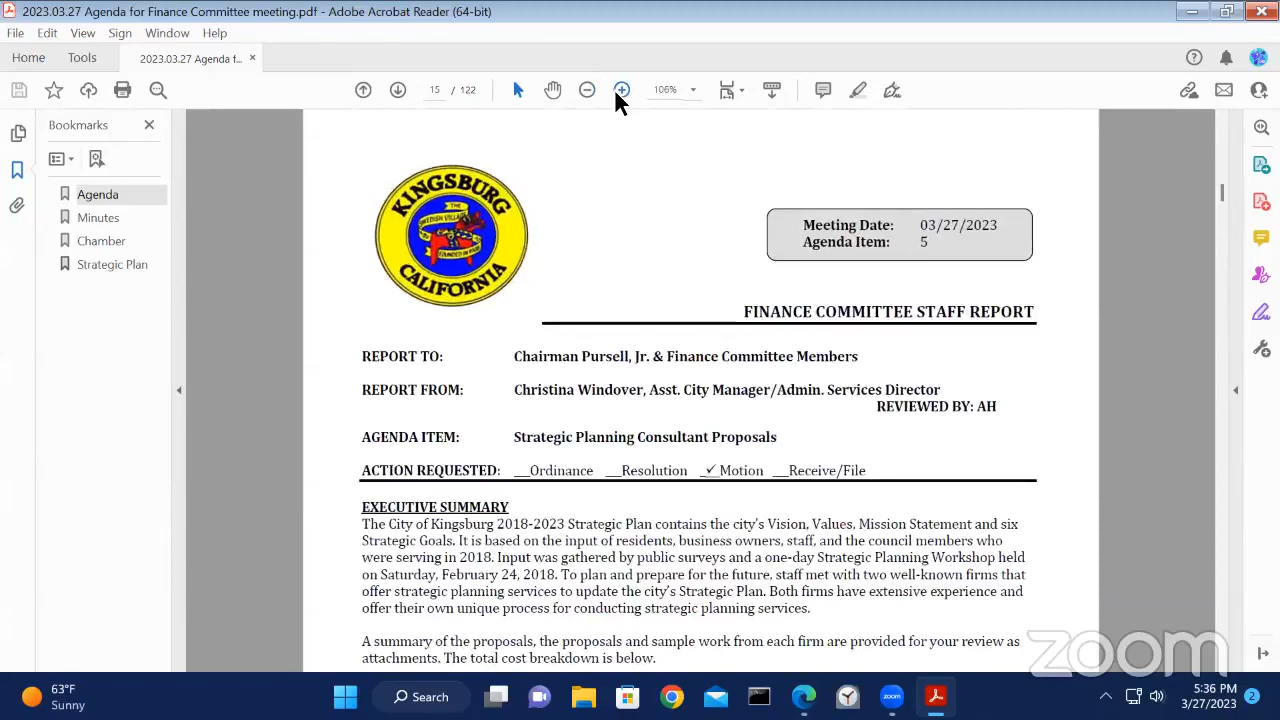 2023.03.27 Agenda for Finance Committee meeting.pdf - Adobe Acrobat Reader (64-bit)
File Edit View Sign Window Help
Home Tools 2023.03.27 Agenda f... ×
15 / 122 106%
Bookmarks
Agenda
Minutes
Chamber
Strategic Plan
KINGSBURG
THE
SWEDISH VILLAGE
CALIFORNIA
Meeting Date: 03/27/2023
Agenda Item: 5
FINANCE COMMITTEE STAFF REPORT
REPORT TO: Chairman Pursell, Jr. & Finance Committee Members
REPORT FROM: Christina Windover, Asst. City Manager/Admin. Services Director
REVIEWED BY: AH
AGENDA ITEM: Strategic Planning Consultant Proposals
ACTION REQUESTED: __Ordinance __Resolution _✓Motion __Receive/File
EXECUTIVE SUMMARY
The City of Kingsburg 2018-2023 Strategic Plan contains the city's Vision, Values, Mission Statement and six
Strategic Goals. It is based on the input of residents, business owners, staff, and the council members who
were serving in 2018. Input was gathered by public surveys and a one-day Strategic Planning Workshop held
on Saturday, February 24, 2018. To plan and prepare for the future, staff met with two well-known firms that
offer strategic planning services to update the city's Strategic Plan. Both firms have extensive experience and
offer their own unique process for conducting strategic planning services.
A summary of the proposals, the proposals and sample work from each firm are provided for your review as
attachments. The total cost breakdown is below.
zoom
63°F
Sunny
Search
zoom
5:36 PM
3/27/2023
2